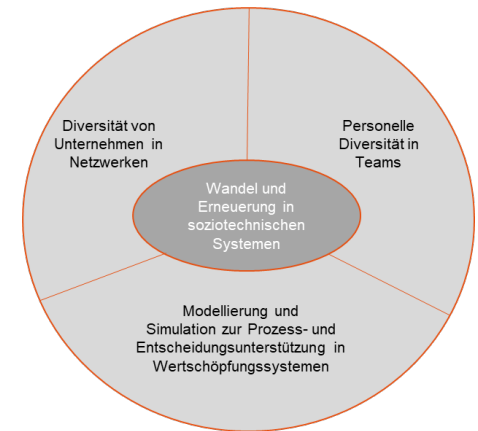 Diversität von
Unternehmen in
Netzwerken
Personelle
Diversität in
Teams
Wandel und
Erneuerung in
soziotechnischen
Systemen
Modellierung und
Simulation zur Prozess- und
Entscheidungsunterstützung in
Wertschöpfungssystemen